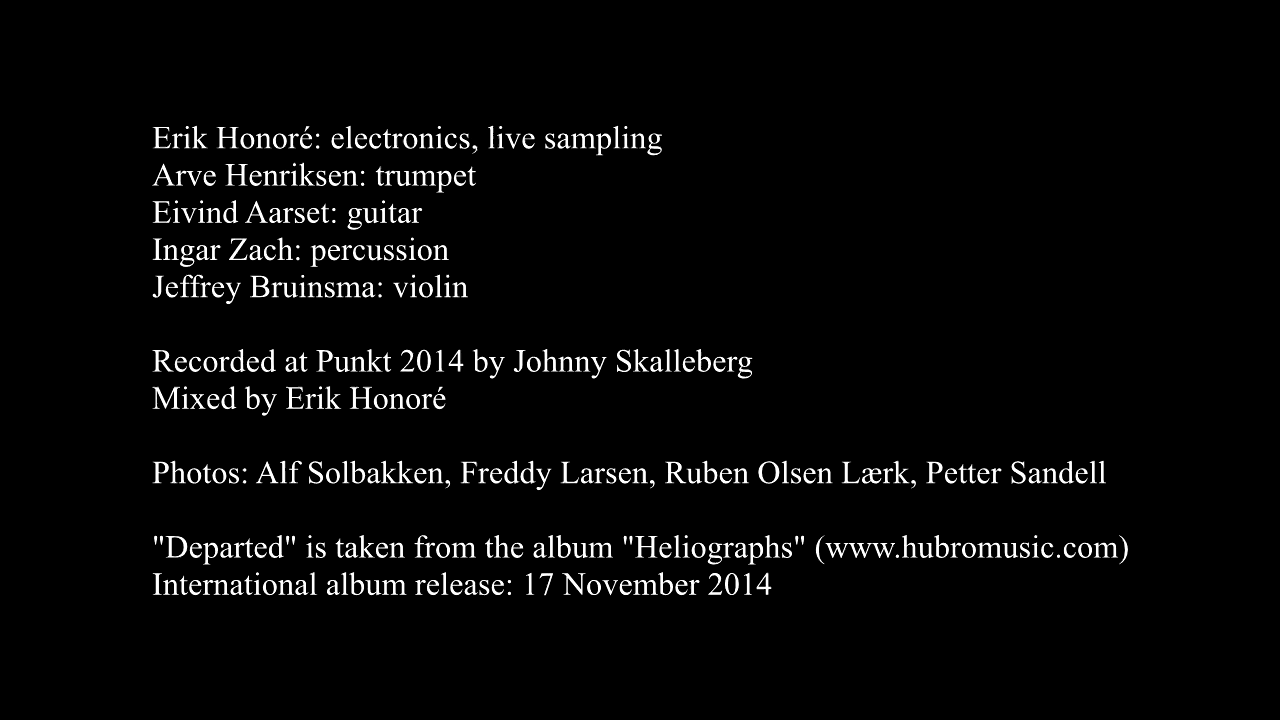 Erik Honoré: electronics, live sampling
Arve Henriksen: trumpet
Eivind Aarset: guitar
Ingar Zach: percussion
Jeffrey Bruinsma: violin
Recorded at Punkt 2014 by Johnny Skalleberg
Mixed by Erik Honoré
Photos: Alf Solbakken, Freddy Larsen, Ruben Olsen Lærk, Petter Sandell
"Departed" is taken from the album "Heliographs" (www.hubromusic.com)
International album release: 17 November 2014